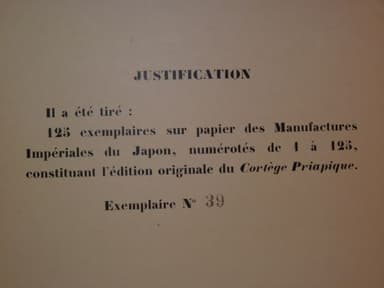 JUSTIFICATION
Il a été tiré :
125 exemplaires sur papier des Manufactures
Impériales du Japon, numérotés de 1 à 125,
constituant l'édition originale du Cortège Priapique.
Exemplaire No 39